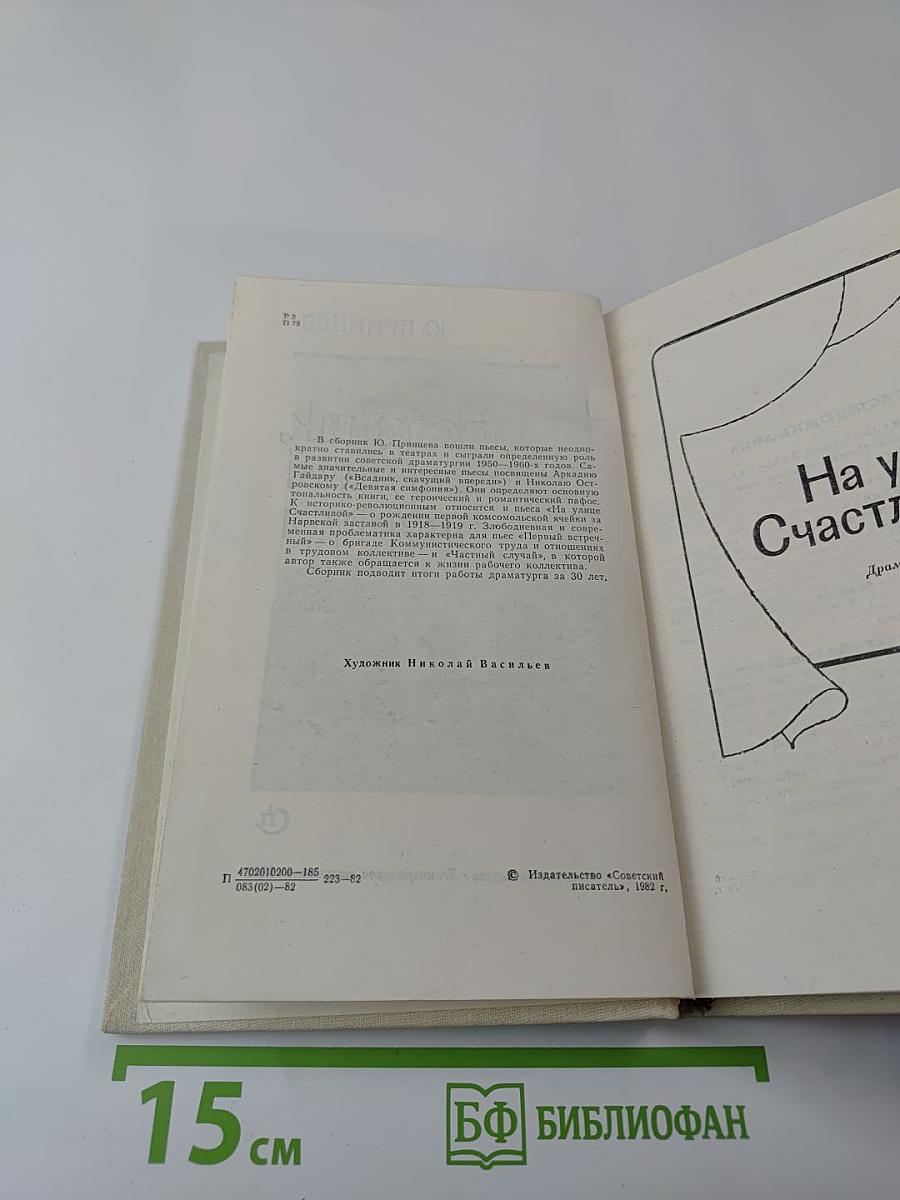 Р 2
П 75
В сборник Ю. Принцева вошли пьесы, которые неодно-
кратно ставились в театрах и сыграли определенную роль
в развитии советской драматургии 1950—1960-х годов. Са-
мые значительные и интересные пьесы посвящены Аркадию
Гайдару («Всадник, скачущий впереди») и Николаю Ост-
ровскому («Девятая симфония»). Они определяют основную
тональность книги, ее героический и романтический пафос.
К историко-революционным относится и пьеса «На улице
Счастливой» — о рождении первой комсомольской ячейки за
Нарвской заставой в 1918—1919 г. Злободневная и совре-
менная проблематика характерна для пьес «Первый встреч-
ный» — о бригаде Коммунистического труда и отношениях
в трудовом коллективе — и «Частный случай», в которой
автор также обращается к жизни рабочего коллектива.
Сборник подводит итоги работы драматурга за 30 лет.
Художник Николай Васильев
П 4702010200—185
083(02)—82 223—82
© Издательство «Советский
писатель», 1982 г.
На у
Счастл
Драм
15 см
БФ БИБЛИОФАН